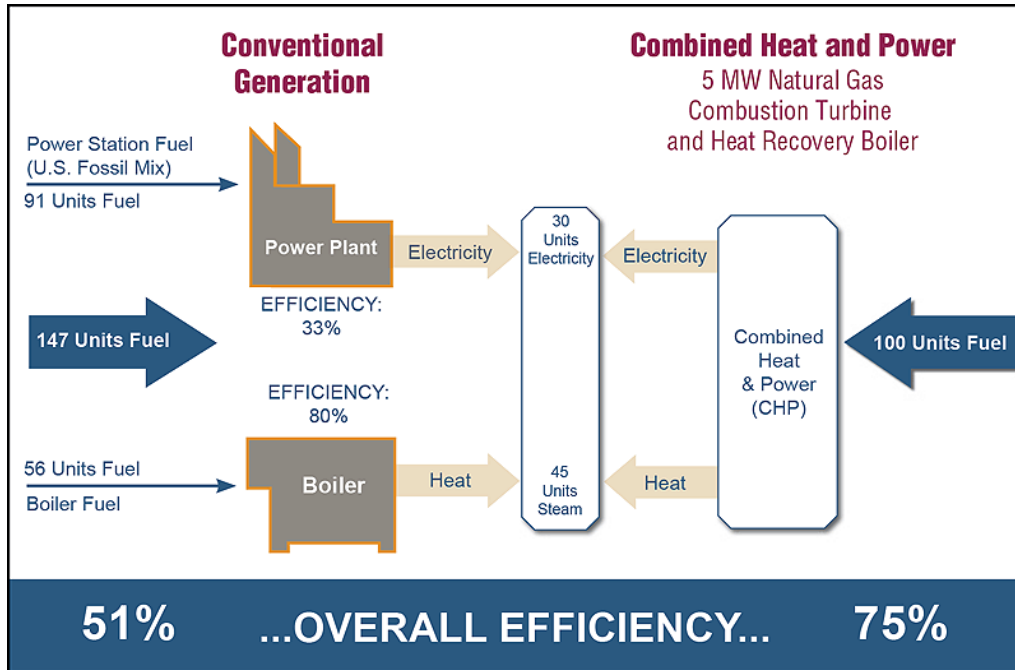 Conventional
Generation
Combined Heat and Power
5 MW Natural Gas
Combustion Turbine
and Heat Recovery Boiler
Power Station Fuel
(U.S. Fossil Mix)
91 Units Fuel
Power Plant
Electricity
30
Units
Electricity
Electricity
EFFICIENCY:
33%
147 Units Fuel
Combined
Heat
& Power
(CHP)
100 Units Fuel
EFFICIENCY:
80%
56 Units Fuel
Boiler Fuel
Boiler
Heat
45
Units
Steam
Heat
51% ...OVERALL EFFICIENCY... 75%